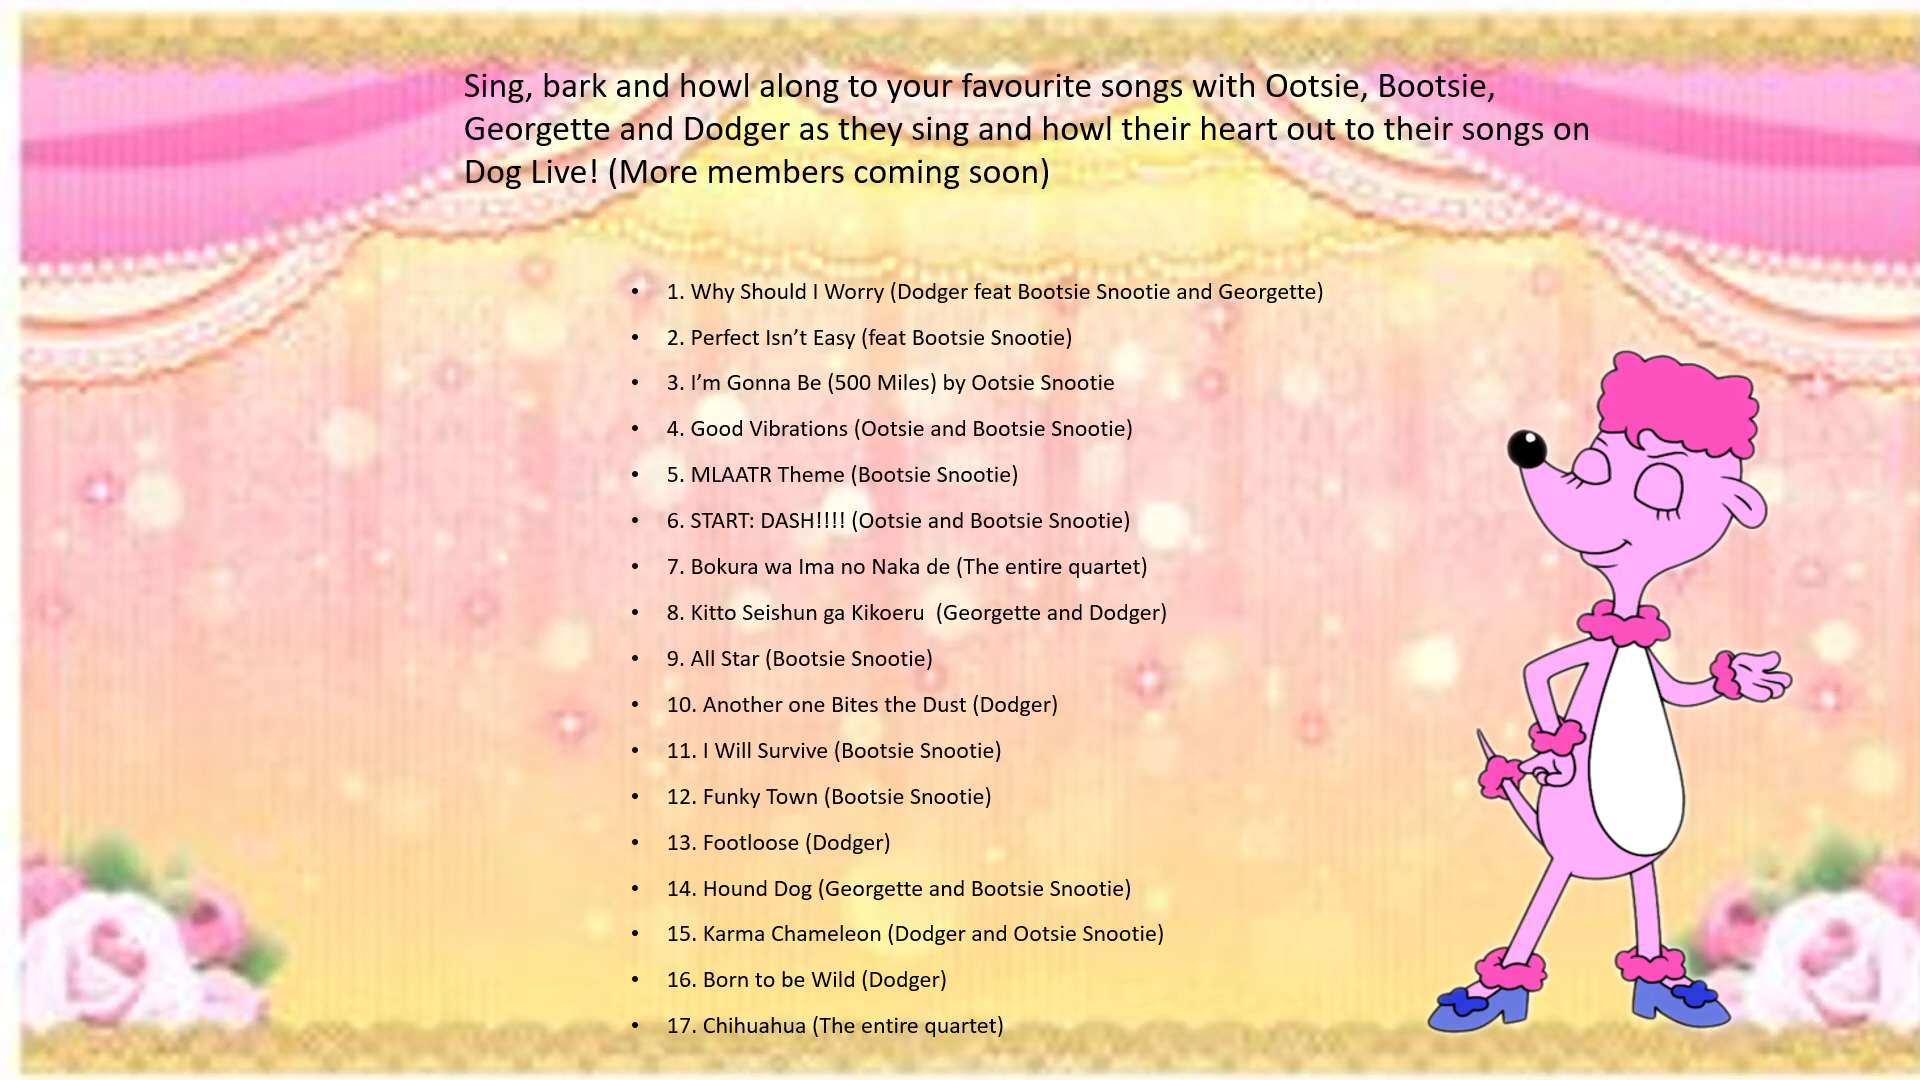 Sing, bark and howl along to your favourite songs with Ootsie, Bootsie,
Georgette and Dodger as they sing and howl their heart out to their songs on
Dog Live! (More members coming soon)
• 1. Why Should I Worry (Dodger feat Bootsie Snootie and Georgette)
• 2. Perfect Isn’t Easy (feat Bootsie Snootie)
• 3. I’m Gonna Be (500 Miles) by Ootsie Snootie
• 4. Good Vibrations (Ootsie and Bootsie Snootie)
• 5. MLAATR Theme (Bootsie Snootie)
• 6. START: DASH!!!! (Ootsie and Bootsie Snootie)
• 7. Bokura wa Ima no Naka de (The entire quartet)
• 8. Kitto Seishun ga Kikoeru  (Georgette and Dodger)
• 9. All Star (Bootsie Snootie)
• 10. Another one Bites the Dust (Dodger)
• 11. I Will Survive (Bootsie Snootie)
• 12. Funky Town (Bootsie Snootie)
• 13. Footloose (Dodger)
• 14. Hound Dog (Georgette and Bootsie Snootie)
• 15. Karma Chameleon (Dodger and Ootsie Snootie)
• 16. Born to be Wild (Dodger)
• 17. Chihuahua (The entire quartet)